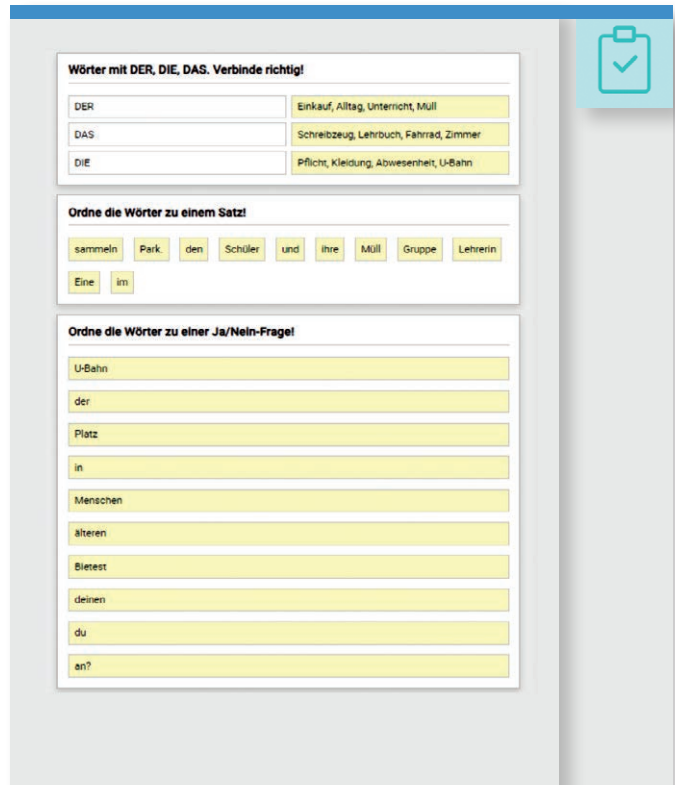 Wörter mit DER, DIE, DAS. Verbinde richtig!
DER Einkauf, Alltag, Unterricht, Müll
DAS Schreibzeug, Lehrbuch, Fahrrad, Zimmer
DIE Pflicht, Kleidung, Abwesenheit, U-Bahn
Ordne die Wörter zu einem Satz!
sammeln Park. den Schüler und ihre Müll Gruppe Lehrerin
Eine im
Ordne die Wörter zu einer Ja/Nein-Frage!
U-Bahn
der
Platz
in
Menschen
älteren
Bietest
deinen
du
an?